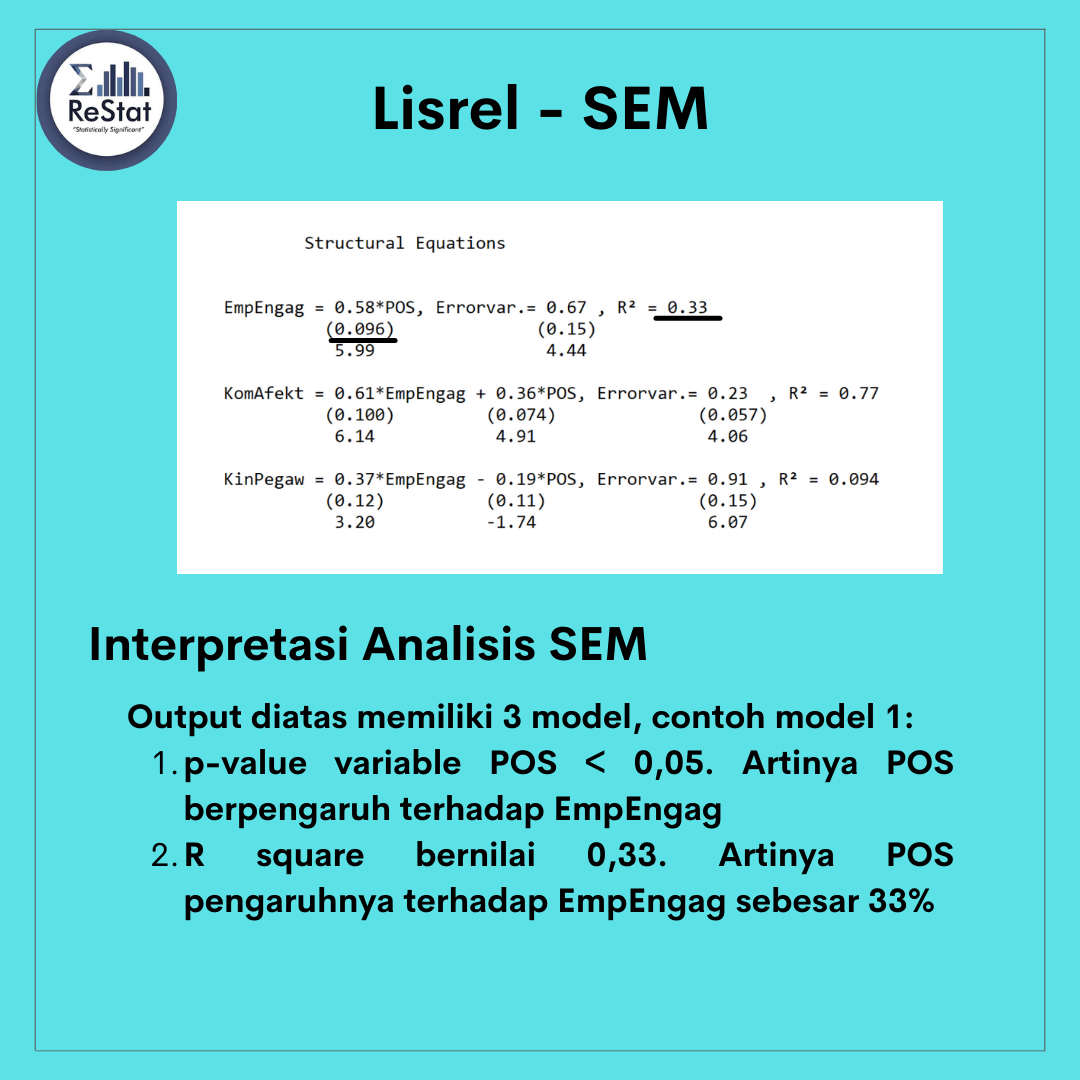 ReStat
"Statistically Significant"
Lisrel - SEM
Structural Equations
EmpEngag = 0.58*POS, Errorvar.= 0.67 , R² = 0.33
(0.096) (0.15)
5.99 4.44
KomAfekt = 0.61*EmpEngag + 0.36*POS, Errorvar.= 0.23 , R² = 0.77
(0.100) (0.074) (0.057)
6.14 4.91 4.06
KinPegaw = 0.37*EmpEngag - 0.19*POS, Errorvar.= 0.91 , R² = 0.094
(0.12) (0.11) (0.15)
3.20 -1.74 6.07
Interpretasi Analisis SEM
Output diatas memiliki 3 model, contoh model 1:
1. p-value variable POS < 0,05. Artinya POS
berpengaruh terhadap EmpEngag
2. R square bernilai 0,33. Artinya POS
pengaruhnya terhadap EmpEngag sebesar 33%